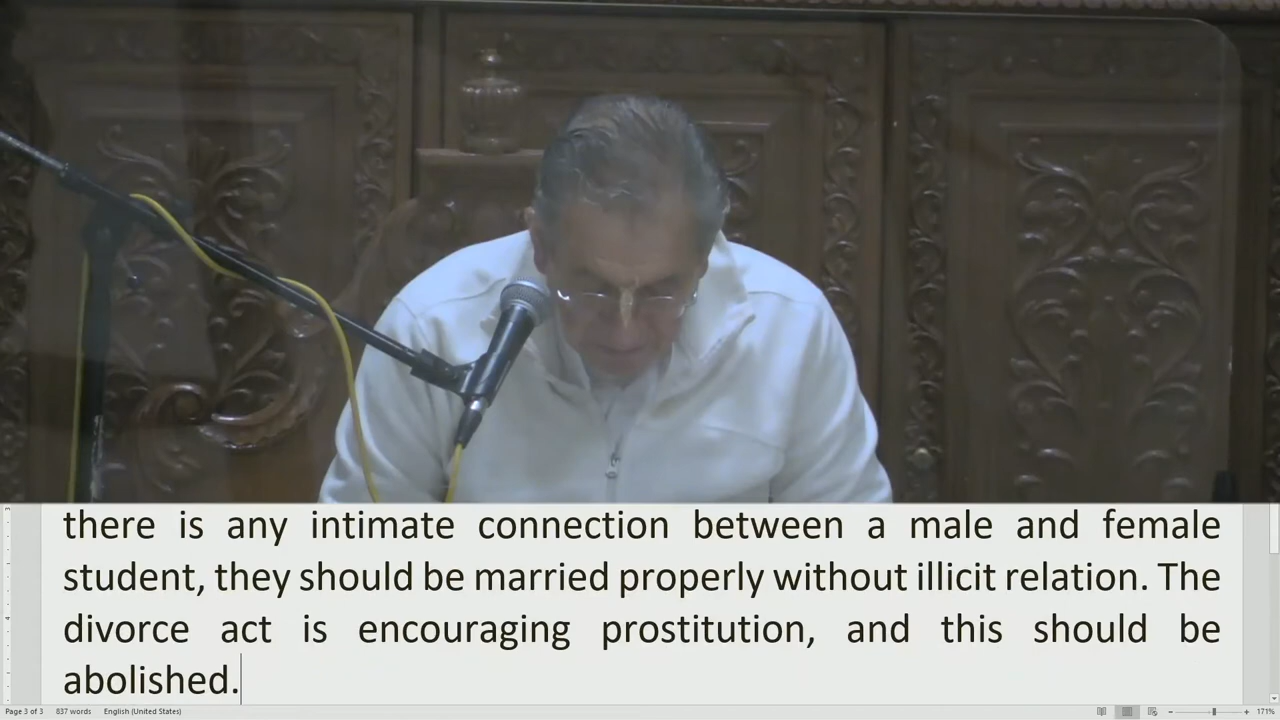 there is any intimate connection between a male and female
student, they should be married properly without illicit relation. The
divorce act is encouraging prostitution, and this should be
abolished.
Page 3 of 3 837 words English (United States) 171%